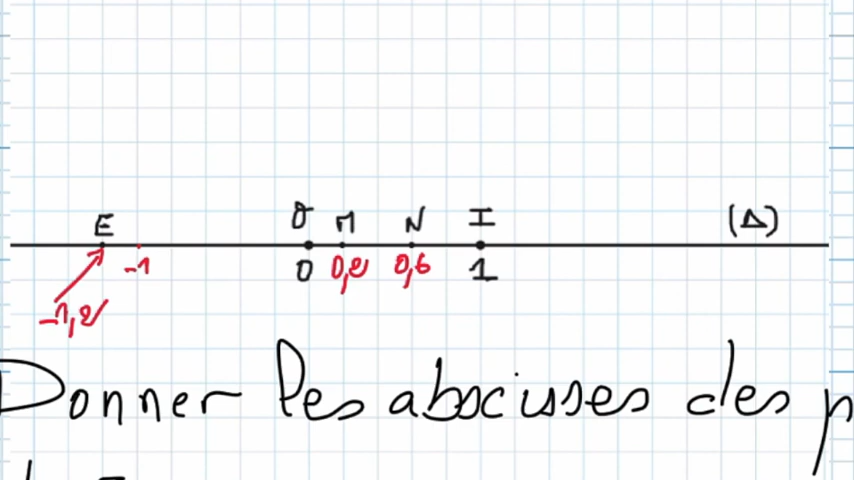 E O M N I (Δ)
-1 0 0,2 0,6 1
-1,2
Donner les abscisses des p